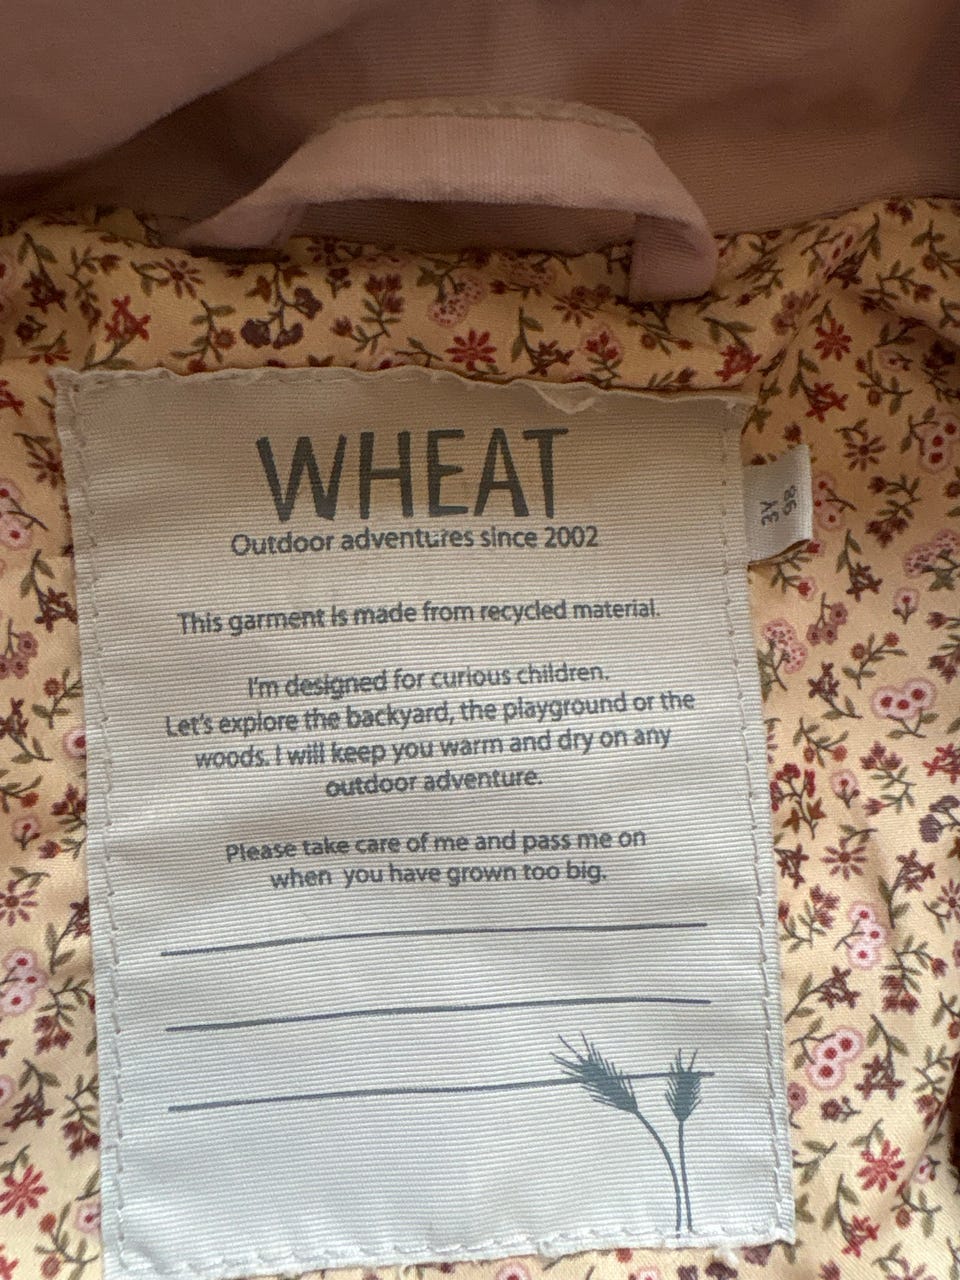 WHEAT
Outdoor adventures since 2002
This garment is made from recycled material.
I'm designed for curious children.
Let's explore the backyard, the playground or the
woods. I will keep you warm and dry on any
outdoor adventure.
Please take care of me and pass me on
when you have grown too big.
98
3Y